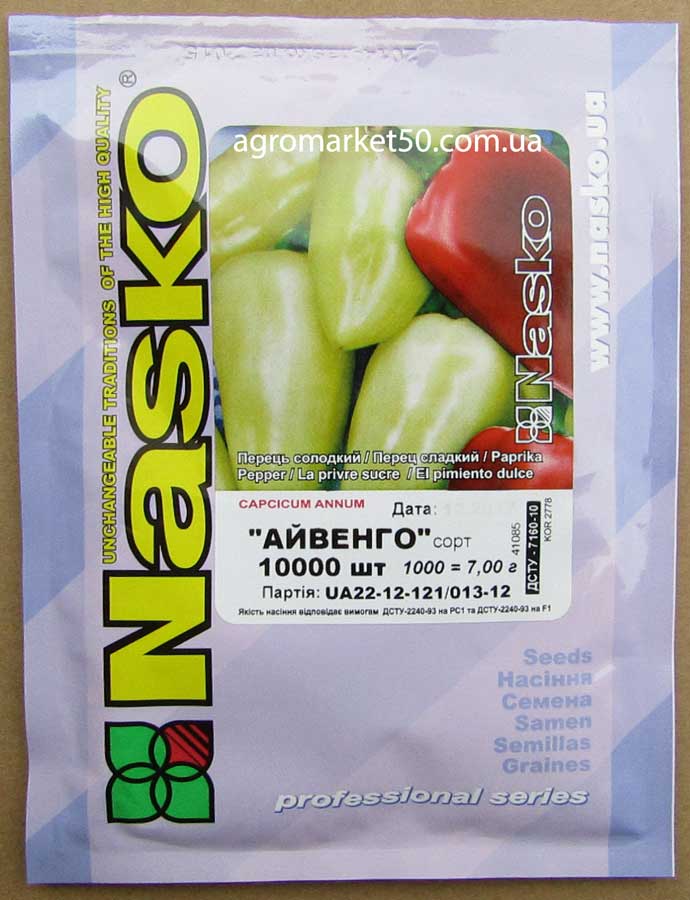 agromarket50.com.ua
UNCHANGEABLE TRADITIONS OF THE HIGH QUALITY
Nasko®
www.nasko.ua
Nasko
Перець солодкий / Перец сладкий / Paprika
Pepper / La privre sucre / El pimiento dulce
CAPCICUM ANNUM
Дата:
"АЙВЕНГО" сорт
10000 шт 1000 = 7,00 г
Партія: UA22-12-121/013-12
41085
ДСТУ - 7160-10
KOR 2778
Якість насіння відповідає вимогам ДСТУ-2240-93 на РС1 та ДСТУ-2240-93 на F1
Seeds
Насіння
Семена
Samen
Semillas
Graines
professional series